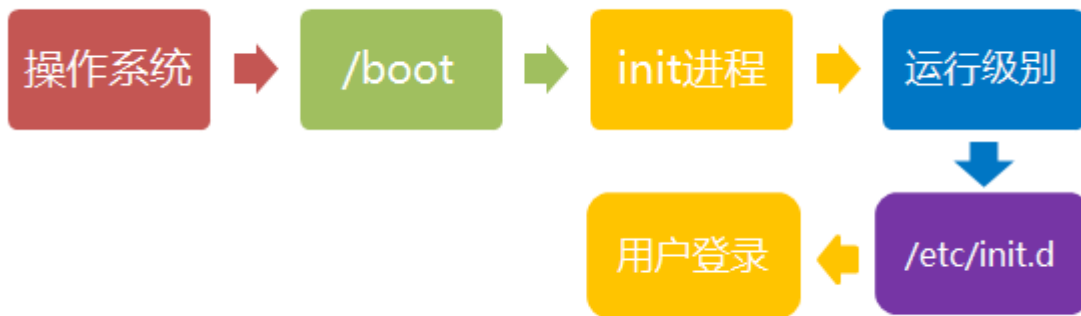 操作系统
/boot
init进程
运行级别
用户登录
/etc/init.d